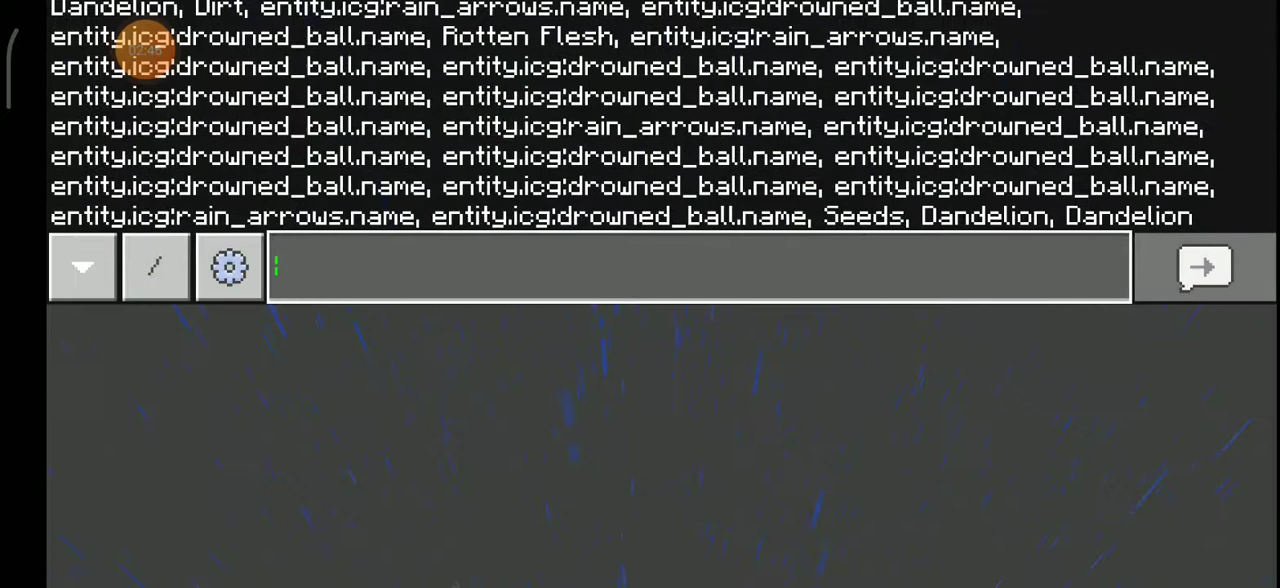 Dandelion, Dirt, entity.icg:rain_arrows.name, entity.icg:drowned_ball.name,
entity.icg:drowned_ball.name, Rotten Flesh, entity.icg:rain_arrows.name,
entity.icg:drowned_ball.name, entity.icg:drowned_ball.name, entity.icg:drowned_ball.name,
entity.icg:drowned_ball.name, entity.icg:drowned_ball.name, entity.icg:drowned_ball.name,
entity.icg:drowned_ball.name, entity.icg:rain_arrows.name, entity.icg:drowned_ball.name,
entity.icg:drowned_ball.name, entity.icg:drowned_ball.name, entity.icg:drowned_ball.name,
entity.icg:drowned_ball.name, entity.icg:drowned_ball.name, entity.icg:drowned_ball.name,
entity.icg:rain_arrows.name, entity.icg:drowned_ball.name, Seeds, Dandelion, Dandelion
02:45
/